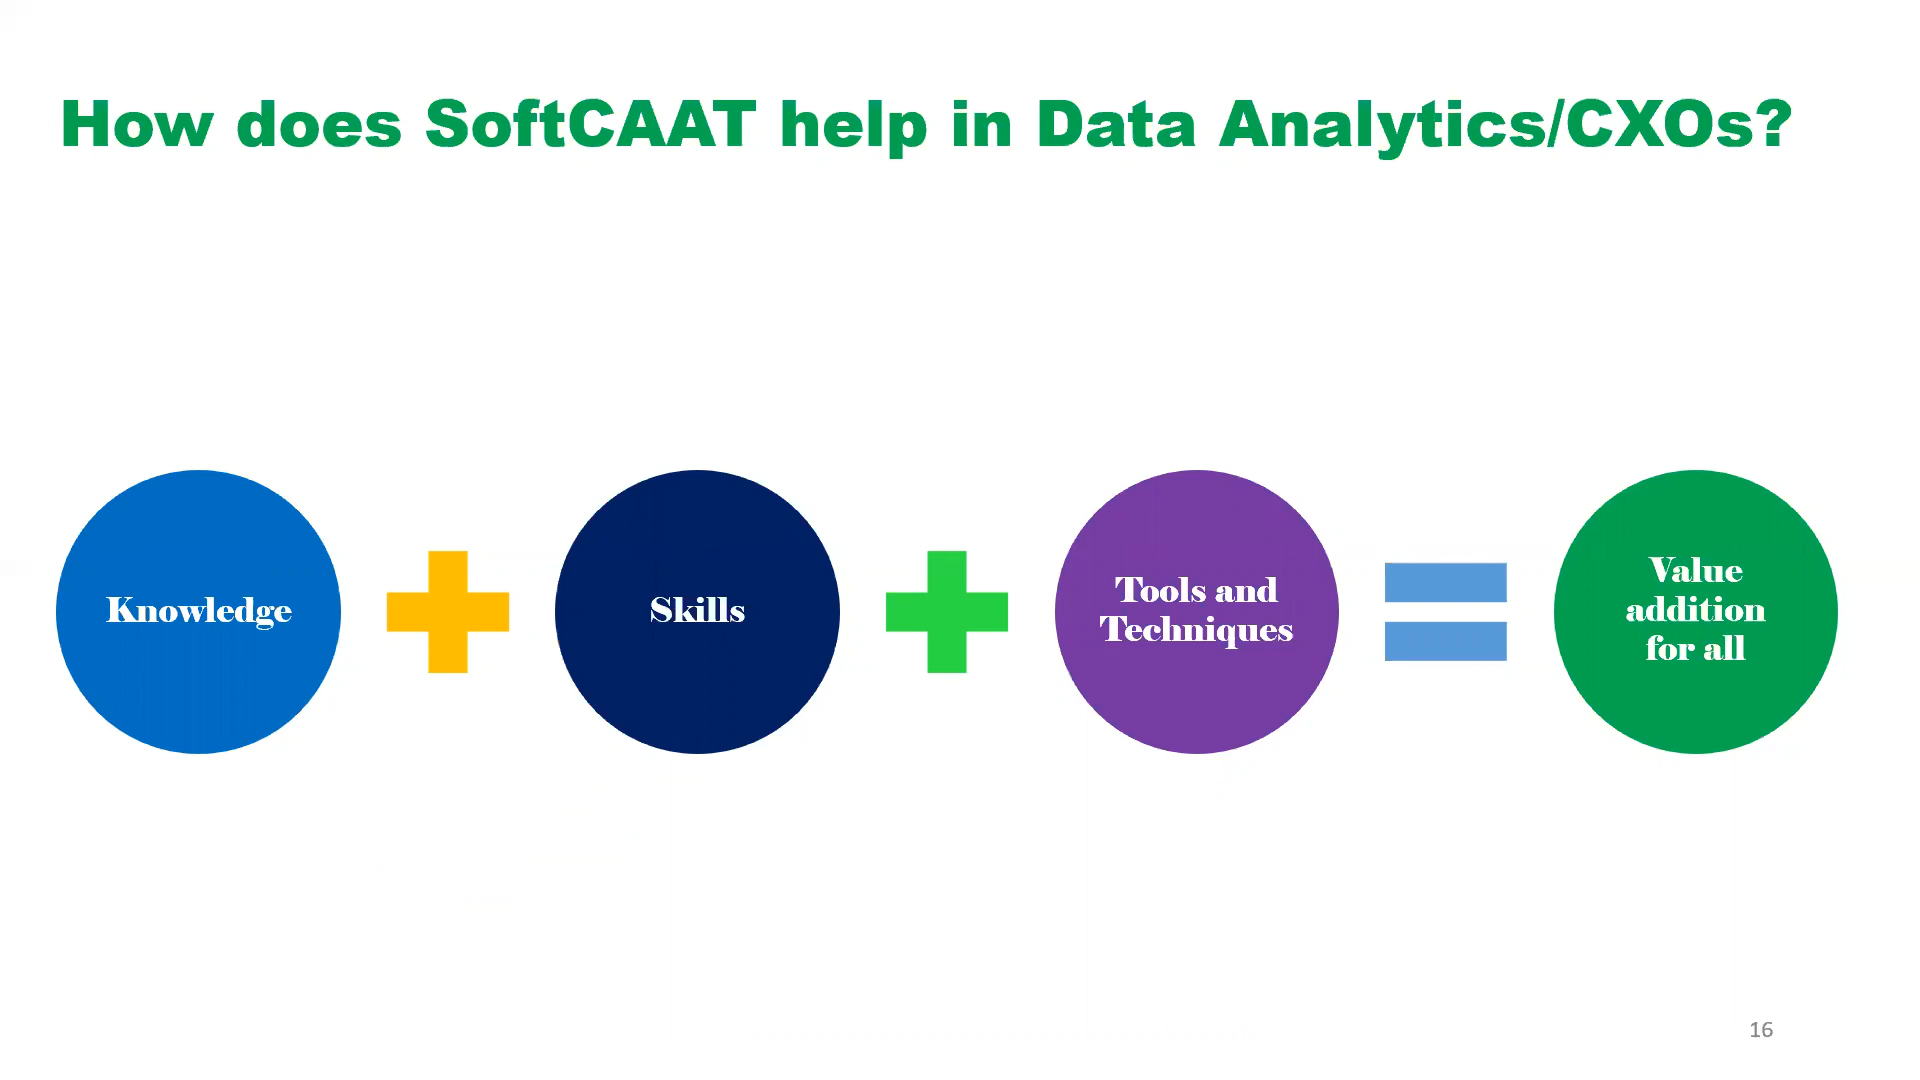 How does SoftCAAT help in Data Analytics/CXOs?
Knowledge
Skills
Tools and
Techniques
Value
addition
for all
16